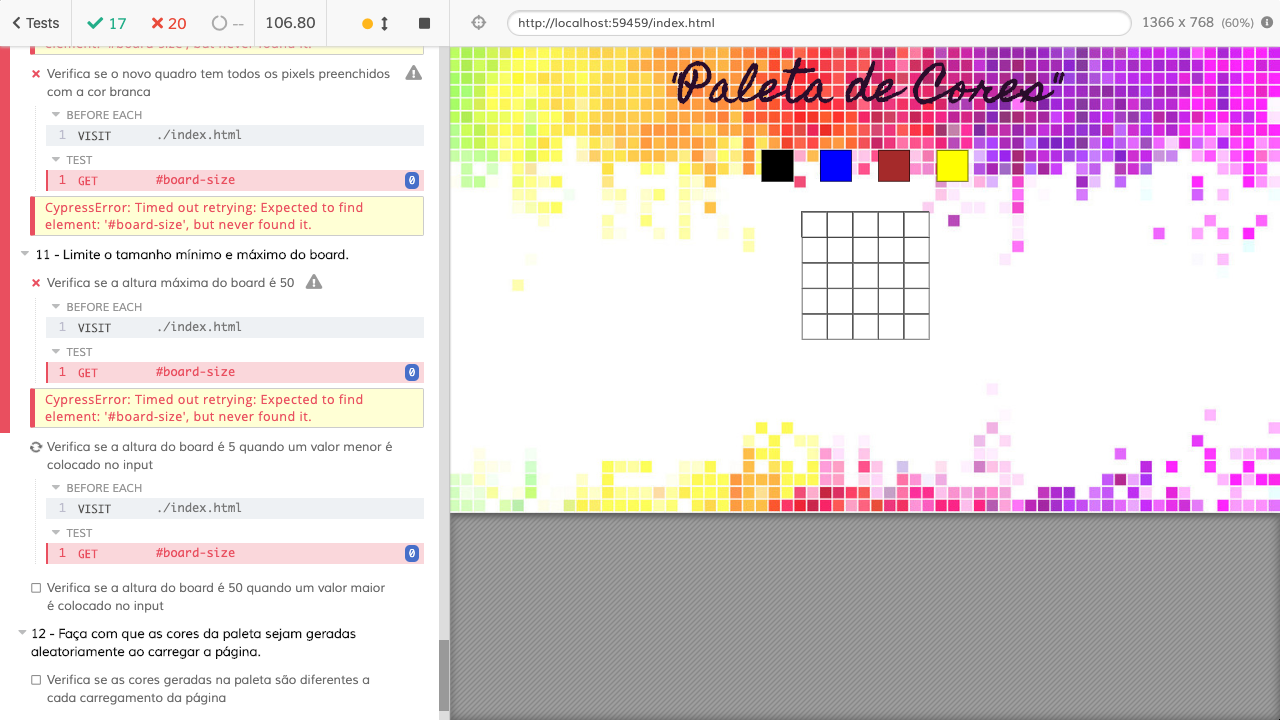 Tests
17
20
--
106.80
http://localhost:59459/index.html
1366 x 768 (60%)
element: '#board-size', but never found it.
Verifica se o novo quadro tem todos os pixels preenchidos
com a cor branca
BEFORE EACH
1 VISIT ./index.html
TEST
1 GET #board-size 0
CypressError: Timed out retrying: Expected to find
element: '#board-size', but never found it.
11 - Limite o tamanho mínimo e máximo do board.
Verifica se a altura máxima do board é 50
BEFORE EACH
1 VISIT ./index.html
TEST
1 GET #board-size 0
CypressError: Timed out retrying: Expected to find
element: '#board-size', but never found it.
Verifica se a altura do board é 5 quando um valor menor é
colocado no input
BEFORE EACH
1 VISIT ./index.html
TEST
1 GET #board-size 0
Verifica se a altura do board é 50 quando um valor maior
é colocado no input
12 - Faça com que as cores da paleta sejam geradas
aleatoriamente ao carregar a página.
Verifica se as cores geradas na paleta são diferentes a
cada carregamento da página
"Paleta de Cores"